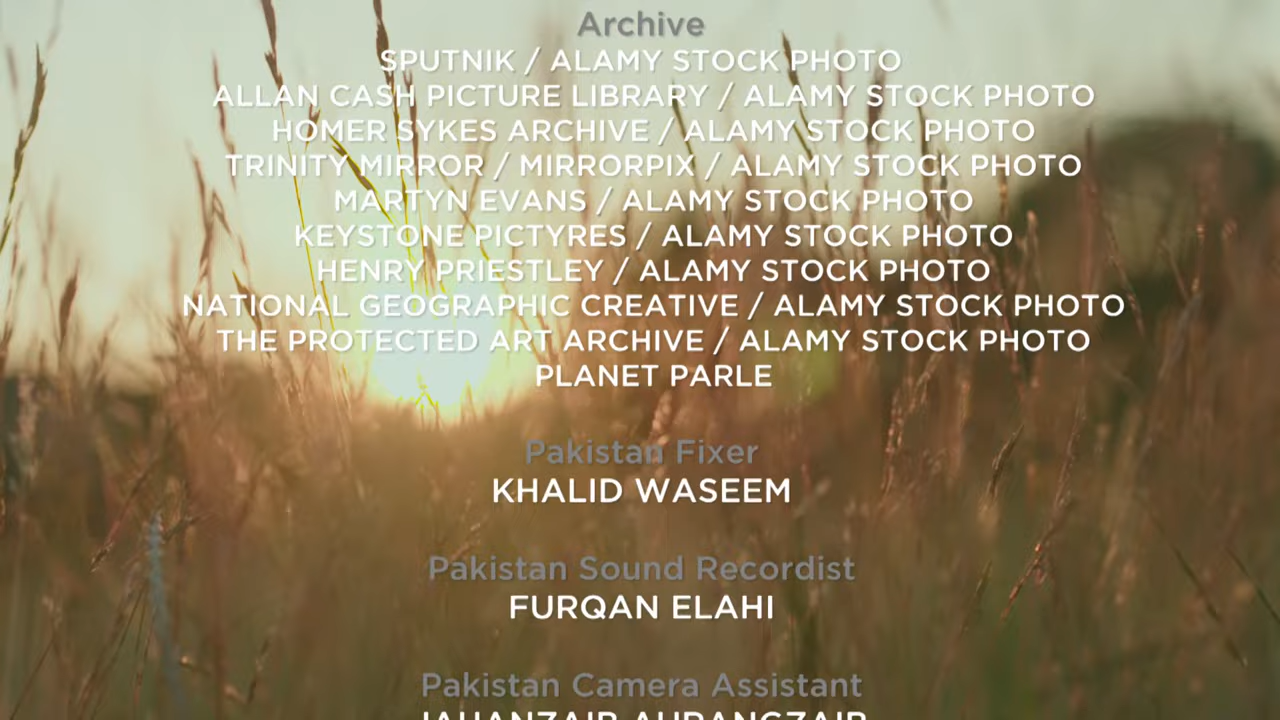 Archive
SPUTNIK / ALAMY STOCK PHOTO
ALLAN CASH PICTURE LIBRARY / ALAMY STOCK PHOTO
HOMER SYKES ARCHIVE / ALAMY STOCK PHOTO
TRINITY MIRROR / MIRRORPIX / ALAMY STOCK PHOTO
MARTYN EVANS / ALAMY STOCK PHOTO
KEYSTONE PICTYRES / ALAMY STOCK PHOTO
HENRY PRIESTLEY / ALAMY STOCK PHOTO
NATIONAL GEOGRAPHIC CREATIVE / ALAMY STOCK PHOTO
THE PROTECTED ART ARCHIVE / ALAMY STOCK PHOTO
PLANET PARLE
Pakistan Fixer
KHALID WASEEM
Pakistan Sound Recordist
FURQAN ELAHI
Pakistan Camera Assistant